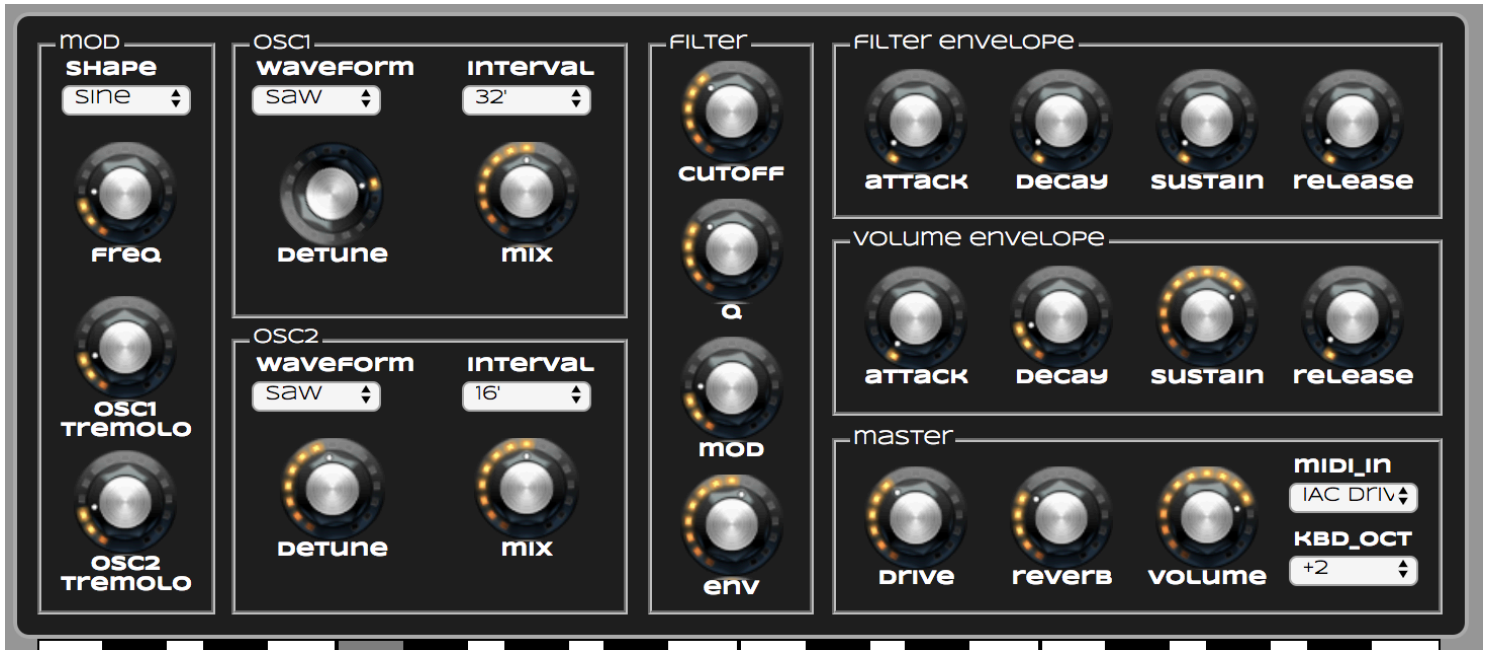 MOD
SHAPE
Sine
Freq
OSC1
Tremolo
OSC2
Tremolo
OSC1
Waveform
Interval
Saw
32'
Detune
Mix
OSC2
Waveform
Interval
Saw
16'
Detune
Mix
Filter
Cutoff
Q
Mod
Env
Filter Envelope
Attack
Decay
Sustain
Release
Volume Envelope
Attack
Decay
Sustain
Release
Master
Drive
Reverb
Volume
midi_in
IAC Driv
kbd_oct
+2